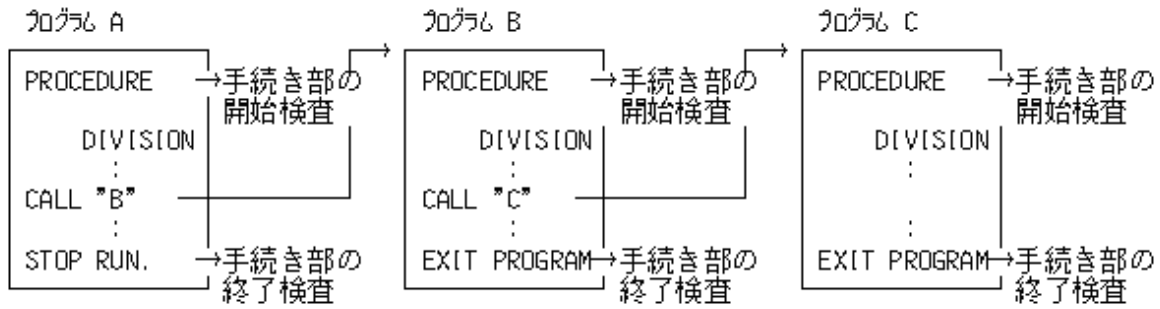 プログラム A
PROCEDURE
DIVISION
:
CALL "B"
:
STOP RUN.
手続き部の
開始検査
手続き部の
終了検査
プログラム B
PROCEDURE
DIVISION
:
CALL "C"
:
EXIT PROGRAM
手続き部の
開始検査
手続き部の
終了検査
プログラム C
PROCEDURE
DIVISION
:
:
EXIT PROGRAM
手続き部の
開始検査
手続き部の
終了検査